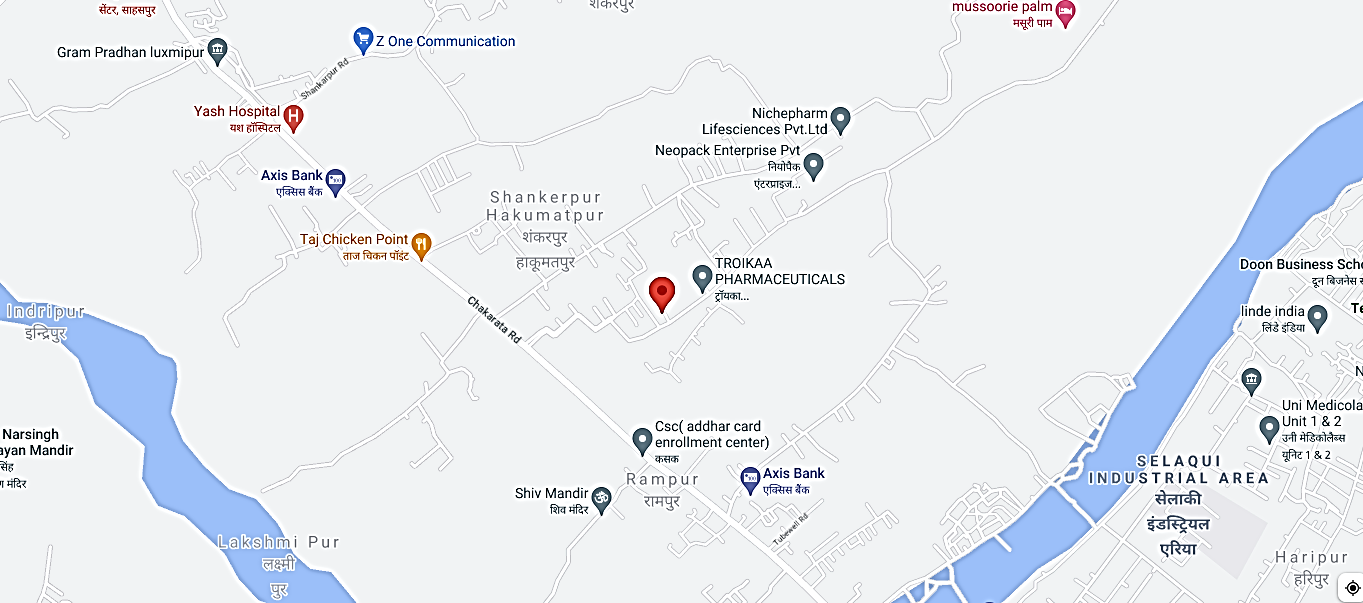 सेंटर, साहसपुर
शंकरपुर
mussoorie palm
मसूरी पाम
Gram Pradhan luxmipur
Z One Communication
Shankarpur Rd
Yash Hospital
यश हॉस्पिटल
Nichepharm
Lifesciences Pvt.Ltd
Neopack Enterprise Pvt
नियोपैक
एंटरप्राइज...
Axis Bank
एक्सिस बैंक
Shankerpur
Hakumatpur
शंकरपुर
हाकूमतपुर
Taj Chicken Point
ताज चिकन पॉइंट
TROIKAA
PHARMACEUTICALS
ट्रॉयका...
Doon Business Scho
दून बिजनेस स
Indripur
इन्द्रिपुर
Chakarata Rd
linde india
लिंडे इंडिया
Te
N
Narsingh
ayan Mandir
सिंह
ण मंदिर
Csc( addhar card
enrollment center)
कसक
Uni Medicola
Unit 1 & 2
उनी मेडिकोलैब्स
यूनिट 1 & 2
Rampur
रामपुर
Axis Bank
एक्सिस बैंक
SELAQUI
INDUSTRIAL AREA
सेलाकी
इंडस्ट्रियल
एरिया
Shiv Mandir
शिव मंदिर
Tubewell Rd
Lakshmi Pur
लक्ष्मी
पुर
Haripur
हरिपुर